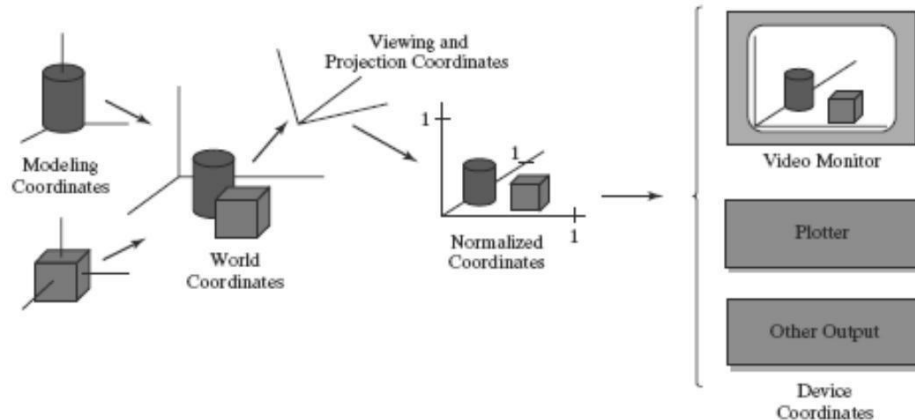 Modeling
Coordinates
World
Coordinates
Viewing and
Projection Coordinates
1
1
1
Normalized
Coordinates
Video Monitor
Plotter
Other Output
Device
Coordinates